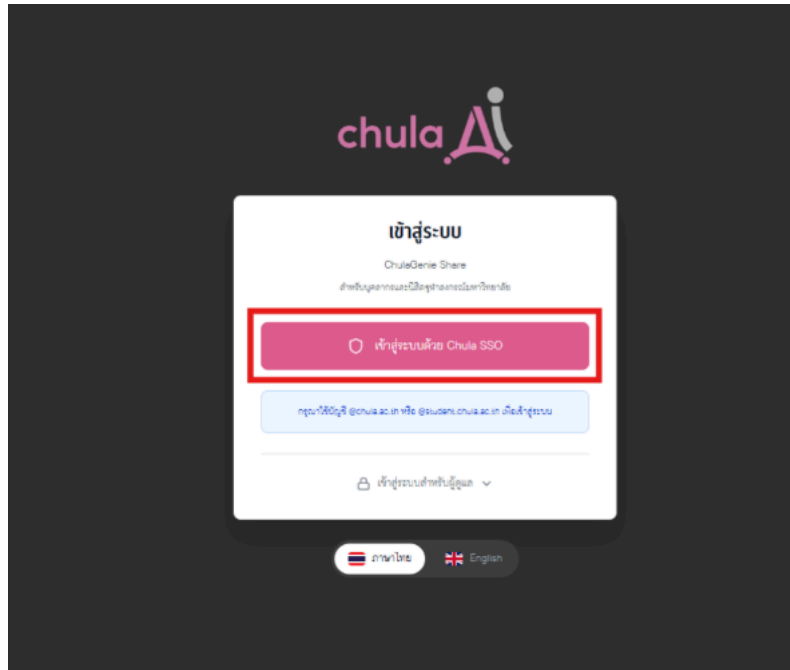 chula Ai
เข้าสู่ระบบ
ChulaGenie Share
สำหรับบุคลากรและนิสิตจุฬาลงกรณ์มหาวิทยาลัย
เข้าสู่ระบบด้วย Chula SSO
กรุณาใช้บัญชี @chula.ac.th หรือ @student.chula.ac.th เพื่อเข้าสู่ระบบ
เข้าสู่ระบบสำหรับผู้ดูแล
ภาษาไทย English